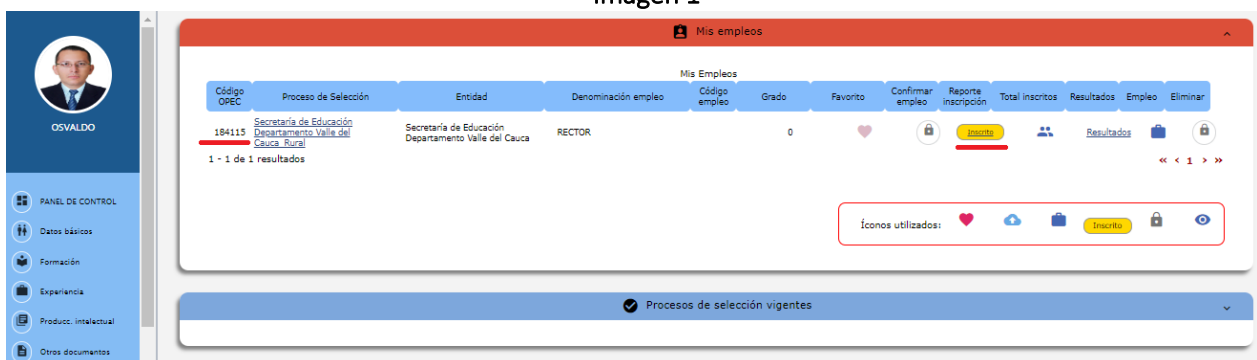 Imagen 1
OSVALDO
PANEL DE CONTROL
Datos básicos
Formación
Experiencia
Producc. intelectual
Otros documentos
Mis empleos
Mis Empleos
Código OPEC
Proceso de Selección
Entidad
Denominación empleo
Código empleo
Grado
Favorito
Confirmar empleo
Reporte inscripción
Total inscritos
Resultados
Empleo
Eliminar
184115
Secretaría de Educación
Departamento Valle del
Cauca_Rural
Secretaría de Educación
Departamento Valle del Cauca
RECTOR
0
Inscrito
Resultados
1 - 1 de 1 resultados
« ‹ 1 › »
Íconos utilizados:
Inscrito
Procesos de selección vigentes